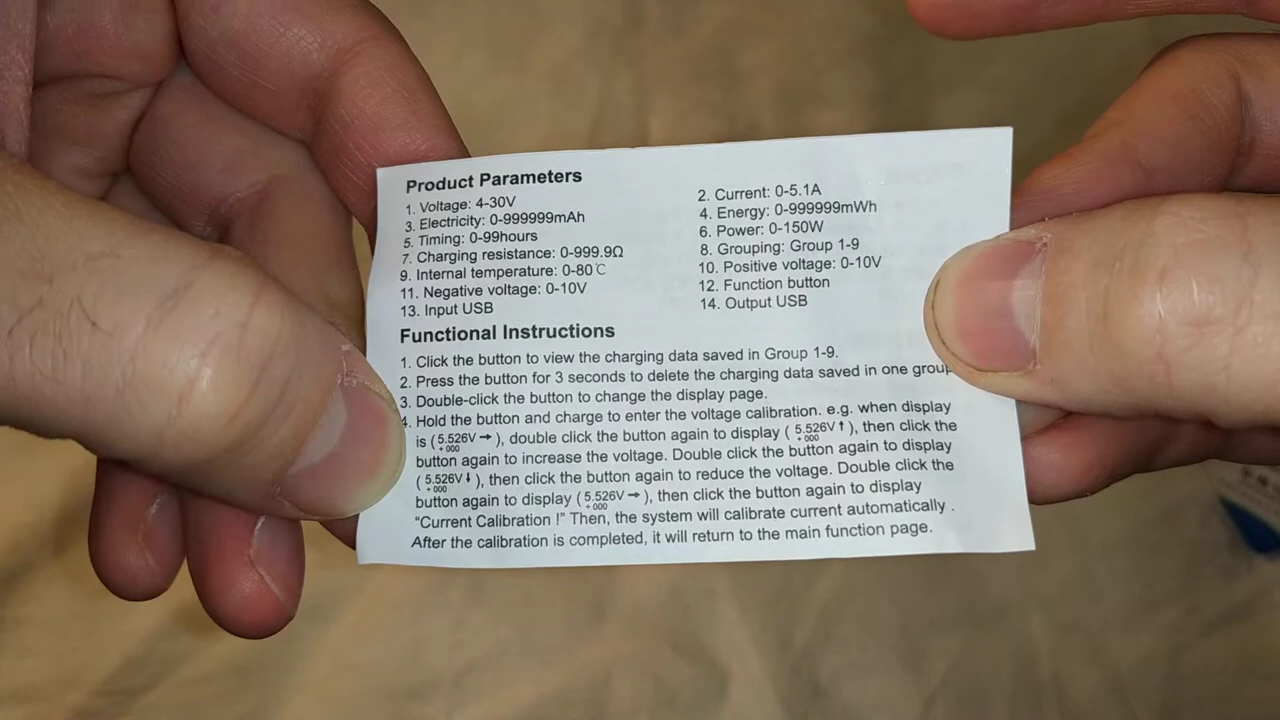 Product Parameters
1. Voltage: 4-30V
2. Current: 0-5.1A
3. Electricity: 0-999999mAh
4. Energy: 0-999999mWh
5. Timing: 0-99hours
6. Power: 0-150W
7. Charging resistance: 0-999.9Ω
8. Grouping: Group 1-9
9. Internal temperature: 0-80℃
10. Positive voltage: 0-10V
11. Negative voltage: 0-10V
12. Function button
13. Input USB
14. Output USB
Functional Instructions
1. Click the button to view the charging data saved in Group 1-9.
2. Press the button for 3 seconds to delete the charging data saved in one group
3. Double-click the button to change the display page.
4. Hold the button and charge to enter the voltage calibration. e.g. when display
is ( 5.526V → +000 ), double click the button again to display ( 5.526V ↑ +000 ), then click the
button again to increase the voltage. Double click the button again to display
( 5.526V ↓ +000 ), then click the button again to reduce the voltage. Double click the
button again to display ( 5.526V → +000 ), then click the button again to display
“Current Calibration !” Then, the system will calibrate current automatically .
After the calibration is completed, it will return to the main function page.